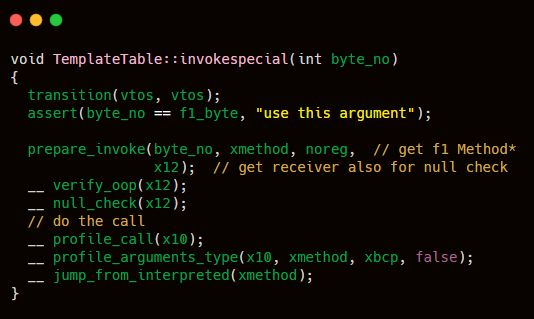 void TemplateTable::invokespecial(int byte_no)
{
  transition(vtos, vtos);
  assert(byte_no == f1_byte, "use this argument");

  prepare_invoke(byte_no, xmethod, noreg,  // get f1 Method*
                 x12);  // get receiver also for null check
  __ verify_oop(x12);
  __ null_check(x12);
  // do the call
  __ profile_call(x10);
  __ profile_arguments_type(x10, xmethod, xbcp, false);
  __ jump_from_interpreted(xmethod);
}